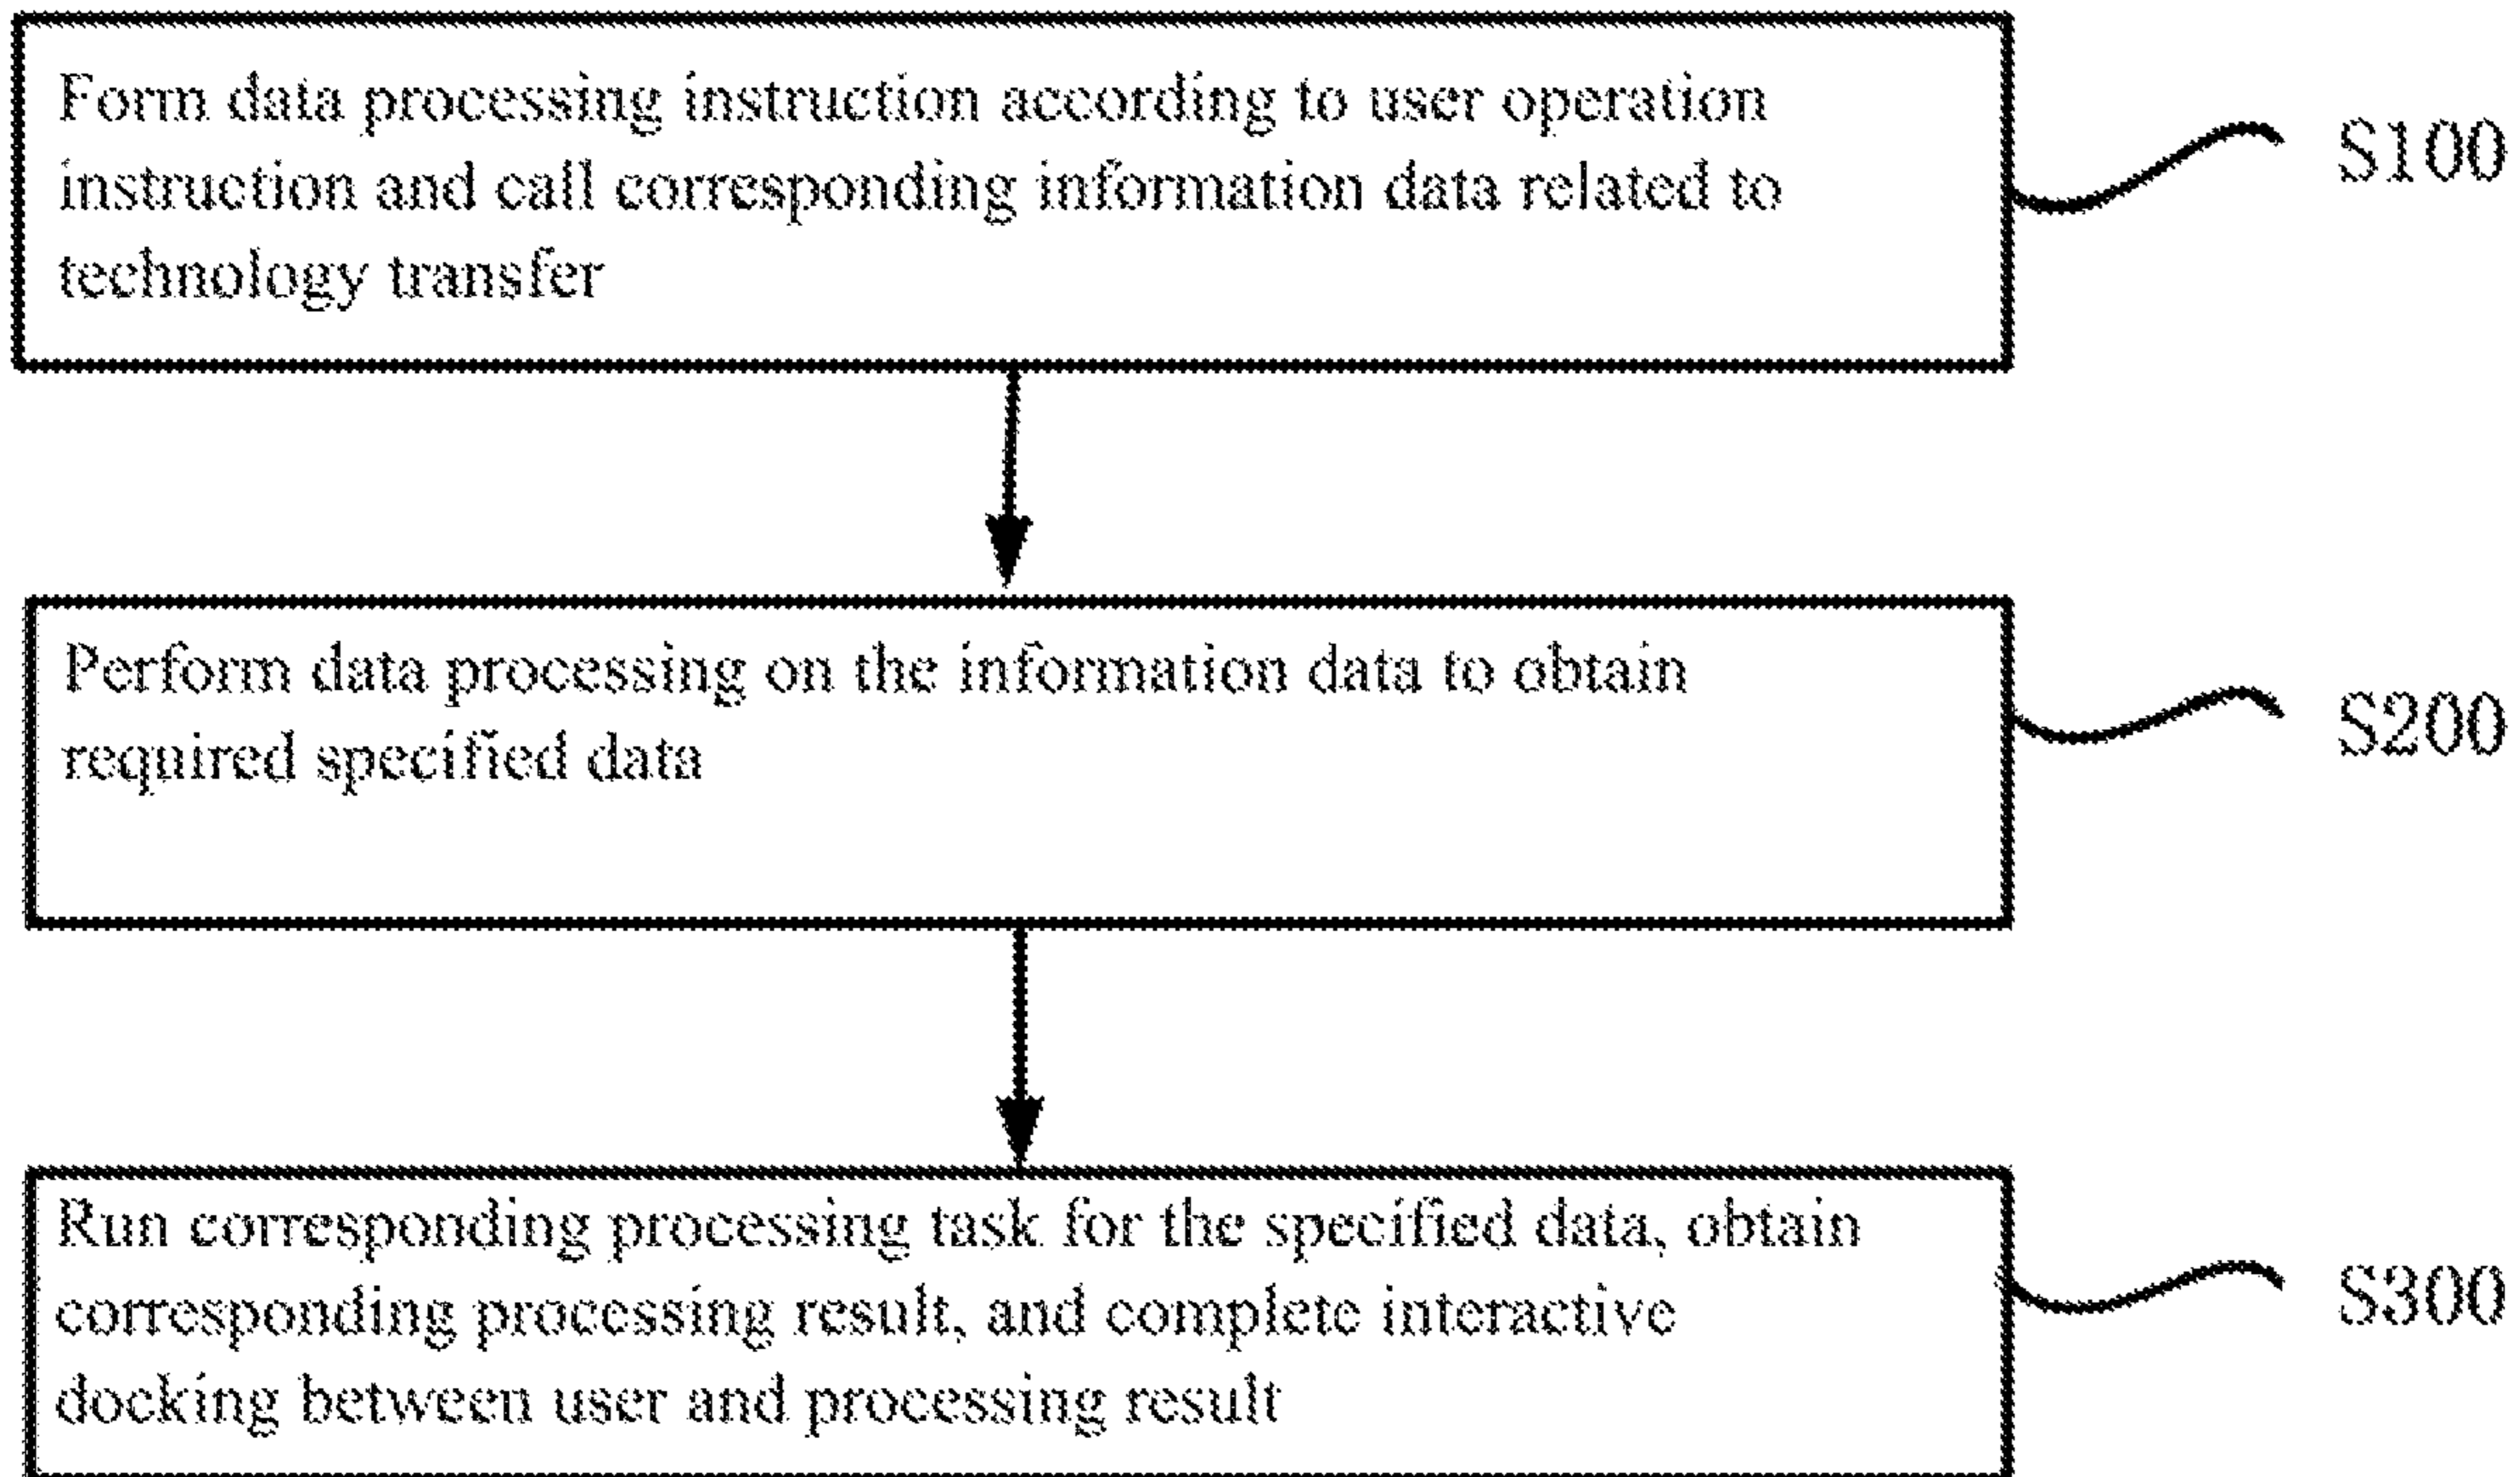 Form data processing instruction according to user operation
instruction and call corresponding information data related to
technology transfer
S100
Perform data processing on the information data to obtain
required specified data
S200
Run corresponding processing task for the specified data, obtain
corresponding processing result, and complete interactive
docking between user and processing result
S300